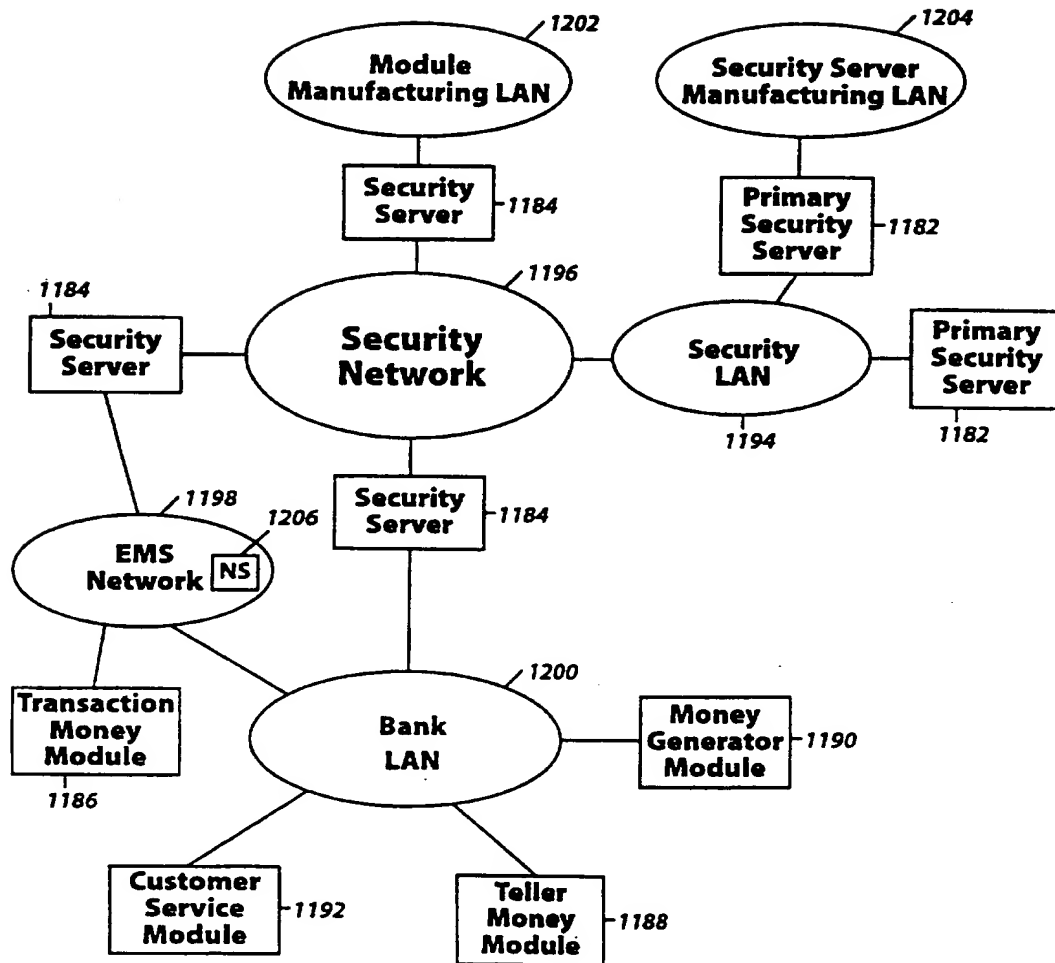 1202
Module
Manufacturing LAN
1204
Security Server
Manufacturing LAN
Security
Server
1184
Primary
Security
Server
1182
1184
Security
Server
1196
Security
Network
Security
LAN
1194
Primary
Security
Server
1182
Security
Server
1184
1198
1206
EMS
Network
NS
Transaction
Money
Module
1186
1200
Bank
LAN
Money
Generator
Module
1190
Customer
Service
Module
1192
Teller
Money
Module
1188